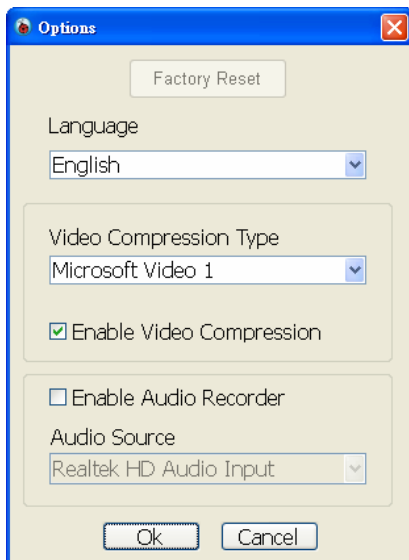 Options
Factory Reset
Language
English
Video Compression Type
Microsoft Video 1
Enable Video Compression
Enable Audio Recorder
Audio Source
Realtek HD Audio Input
Ok
Cancel